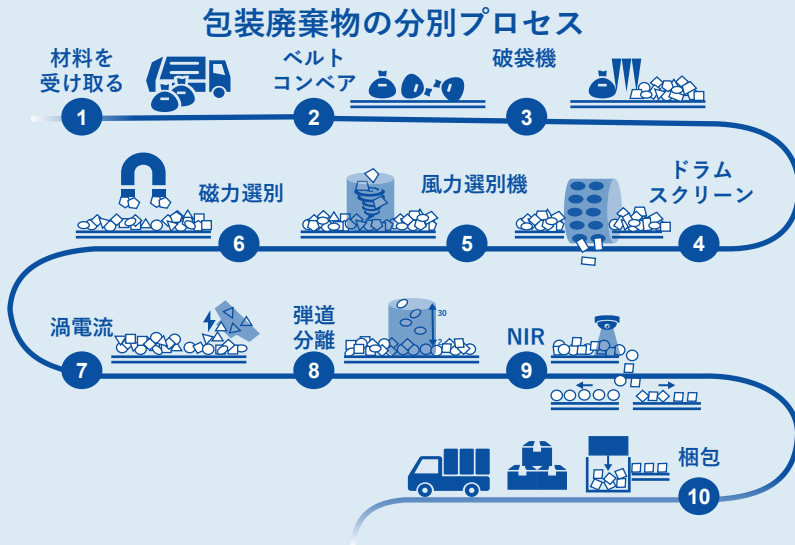 包装廃棄物の分別プロセス
材料を
受け取る
1
ベルト
コンベア
2
破袋機
3
ドラム
スクリーン
4
風力選別機
5
磁力選別
6
渦電流
7
弾道
分離
8
30
2
NIR
9
梱包
10